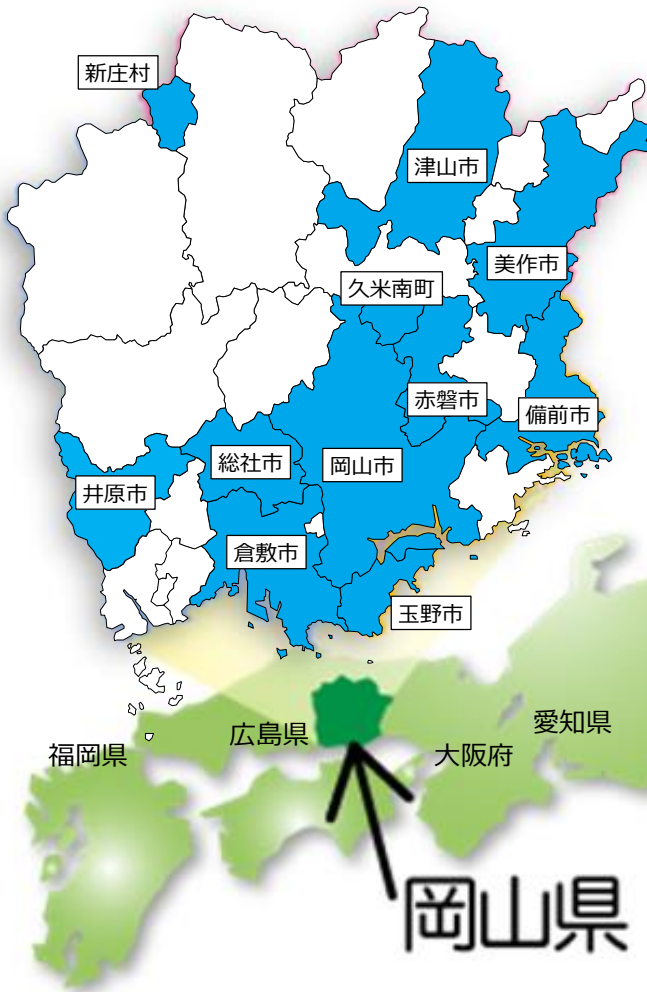 新庄村
津山市
美作市
久米南町
赤磐市
備前市
総社市
岡山市
井原市
倉敷市
玉野市
愛知県
広島県
大阪府
福岡県
岡山県